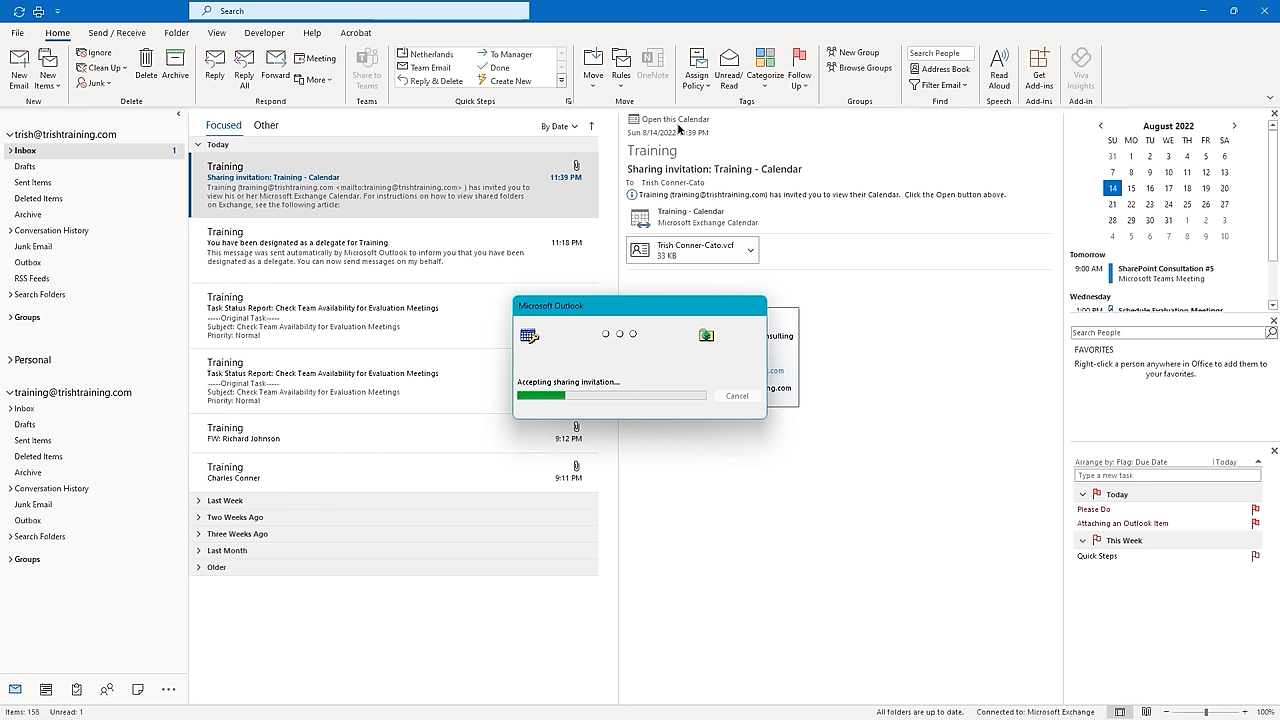 Search
File
Home
Send / Receive
Folder
View
Developer
Help
Acrobat
New Email
New Items
New
Ignore
Clean Up
Junk
Delete
Archive
Delete
Reply
Reply All
Forward
Meeting
More
Respond
Share to Teams
Teams
Netherlands
Team Email
Reply & Delete
To Manager
Done
Create New
Quick Steps
Move
Rules
OneNote
Move
Assign Policy
Unread/ Read
Categorize
Follow Up
Tags
New Group
Browse Groups
Groups
Search People
Address Book
Filter Email
Find
Read Aloud
Speech
Get Add-ins
Add-ins
Viva Insights
Add-in
trish@trishtraining.com
Inbox 1
Drafts
Sent Items
Deleted Items
Archive
Conversation History
Junk Email
Outbox
RSS Feeds
Search Folders
Groups
Personal
training@trishtraining.com
Inbox
Drafts
Sent Items
Deleted Items
Archive
Conversation History
Junk Email
Outbox
Search Folders
Groups
Focused Other By Date
Today
Training
Sharing invitation: Training - Calendar 11:39 PM
Training (training@trishtraining.com <mailto:training@trishtraining.com> ) has invited you to
view his or her Microsoft Exchange Calendar. For instructions on how to view shared folders
on Exchange, see the following article:
Training
You have been designated as a delegate for Training 11:18 PM
This message was sent automatically by Microsoft Outlook to inform you that you have been
designated as a delegate. You can now send messages on my behalf.
Training
Task Status Report: Check Team Availability for Evaluation Meetings
-----Original Task-----
Subject: Check Team Availability for Evaluation Meetings
Priority: Normal
Training
Task Status Report: Check Team Availability for Evaluation Meetings
-----Original Task-----
Subject: Check Team Availability for Evaluation Meetings
Priority: Normal
Training
FW: Richard Johnson 9:12 PM
Training
Charles Conner 9:11 PM
Last Week
Two Weeks Ago
Three Weeks Ago
Last Month
Older
Open this Calendar
Sun 8/14/2022 :39 PM
Training
Sharing invitation: Training - Calendar
To Trish Conner-Cato
Training (training@trishtraining.com) has invited you to view their Calendar. Click the Open button above.
Training - Calendar
Microsoft Exchange Calendar
Trish Conner-Cato.vcf
33 KB
nsulting
.com
ng.com
Microsoft Outlook
Accepting sharing invitation...
Cancel
August 2022
SU MO TU WE TH FR SA
31 1 2 3 4 5 6
7 8 9 10 11 12 13
14 15 16 17 18 19 20
21 22 23 24 25 26 27
28 29 30 31 1 2 3
4 5 6 7 8 9 10
Tomorrow
9:00 AM SharePoint Consultation #5
Microsoft Teams Meeting
Wednesday
1:00 PM Schedule Evaluation Meetings
Search People
FAVORITES
Right-click a person anywhere in Office to add them to
your favorites.
Arrange by: Flag: Due Date Today
Type a new task
Today
Please Do
Attaching an Outlook Item
This Week
Quick Steps
Items: 158 Unread: 1
All folders are up to date. Connected to: Microsoft Exchange 100%